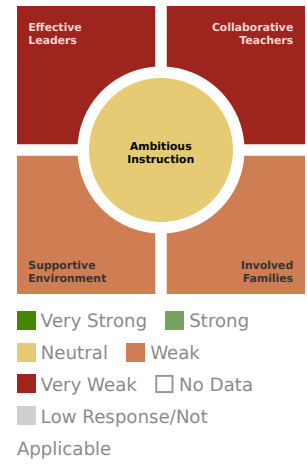 Effective
Leaders
Collaborative
Teachers
Ambitious
Instruction
Supportive
Environment
Involved
Families
Very Strong
Strong
Neutral
Weak
Very Weak
No Data
Low Response/Not
Applicable